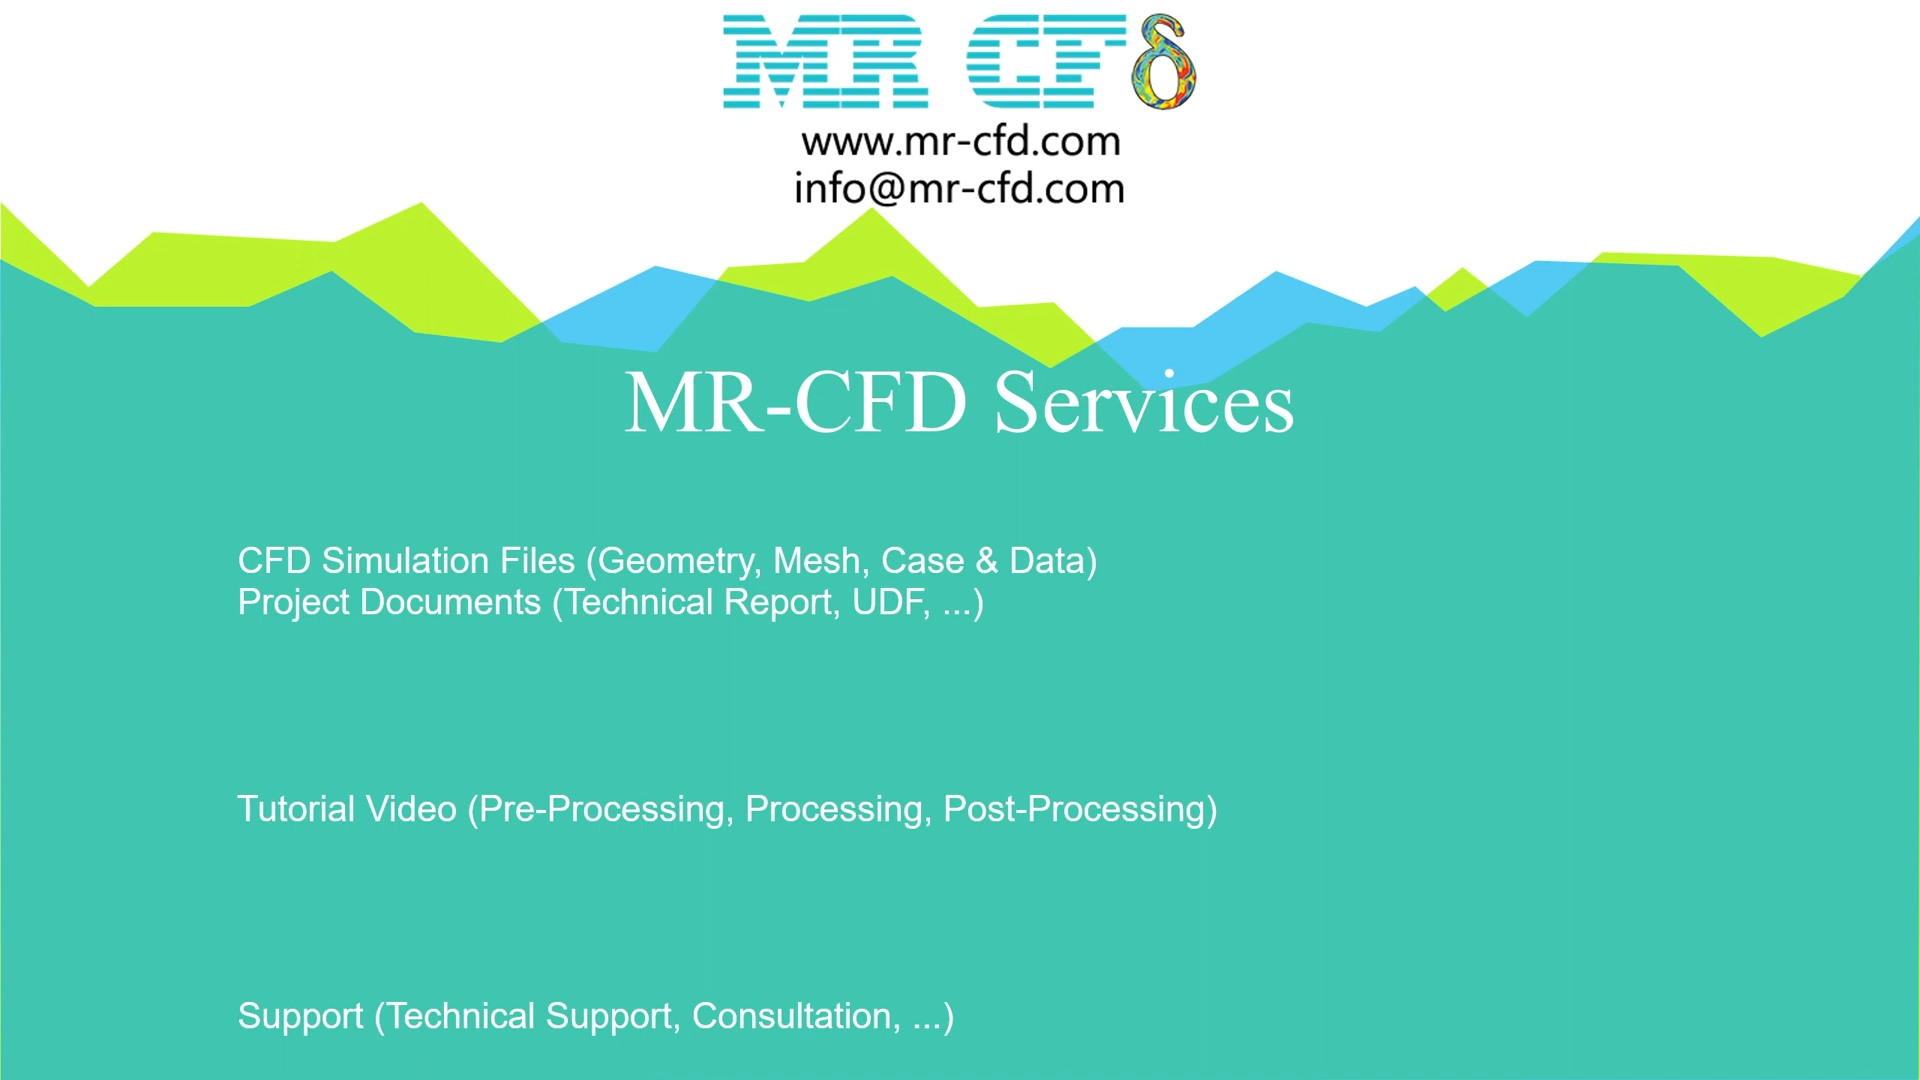 MR CFδ
www.mr-cfd.com
info@mr-cfd.com
MR-CFD Services
CFD Simulation Files (Geometry, Mesh, Case & Data)
Project Documents (Technical Report, UDF, ...)
Tutorial Video (Pre-Processing, Processing, Post-Processing)
Support (Technical Support, Consultation, ...)